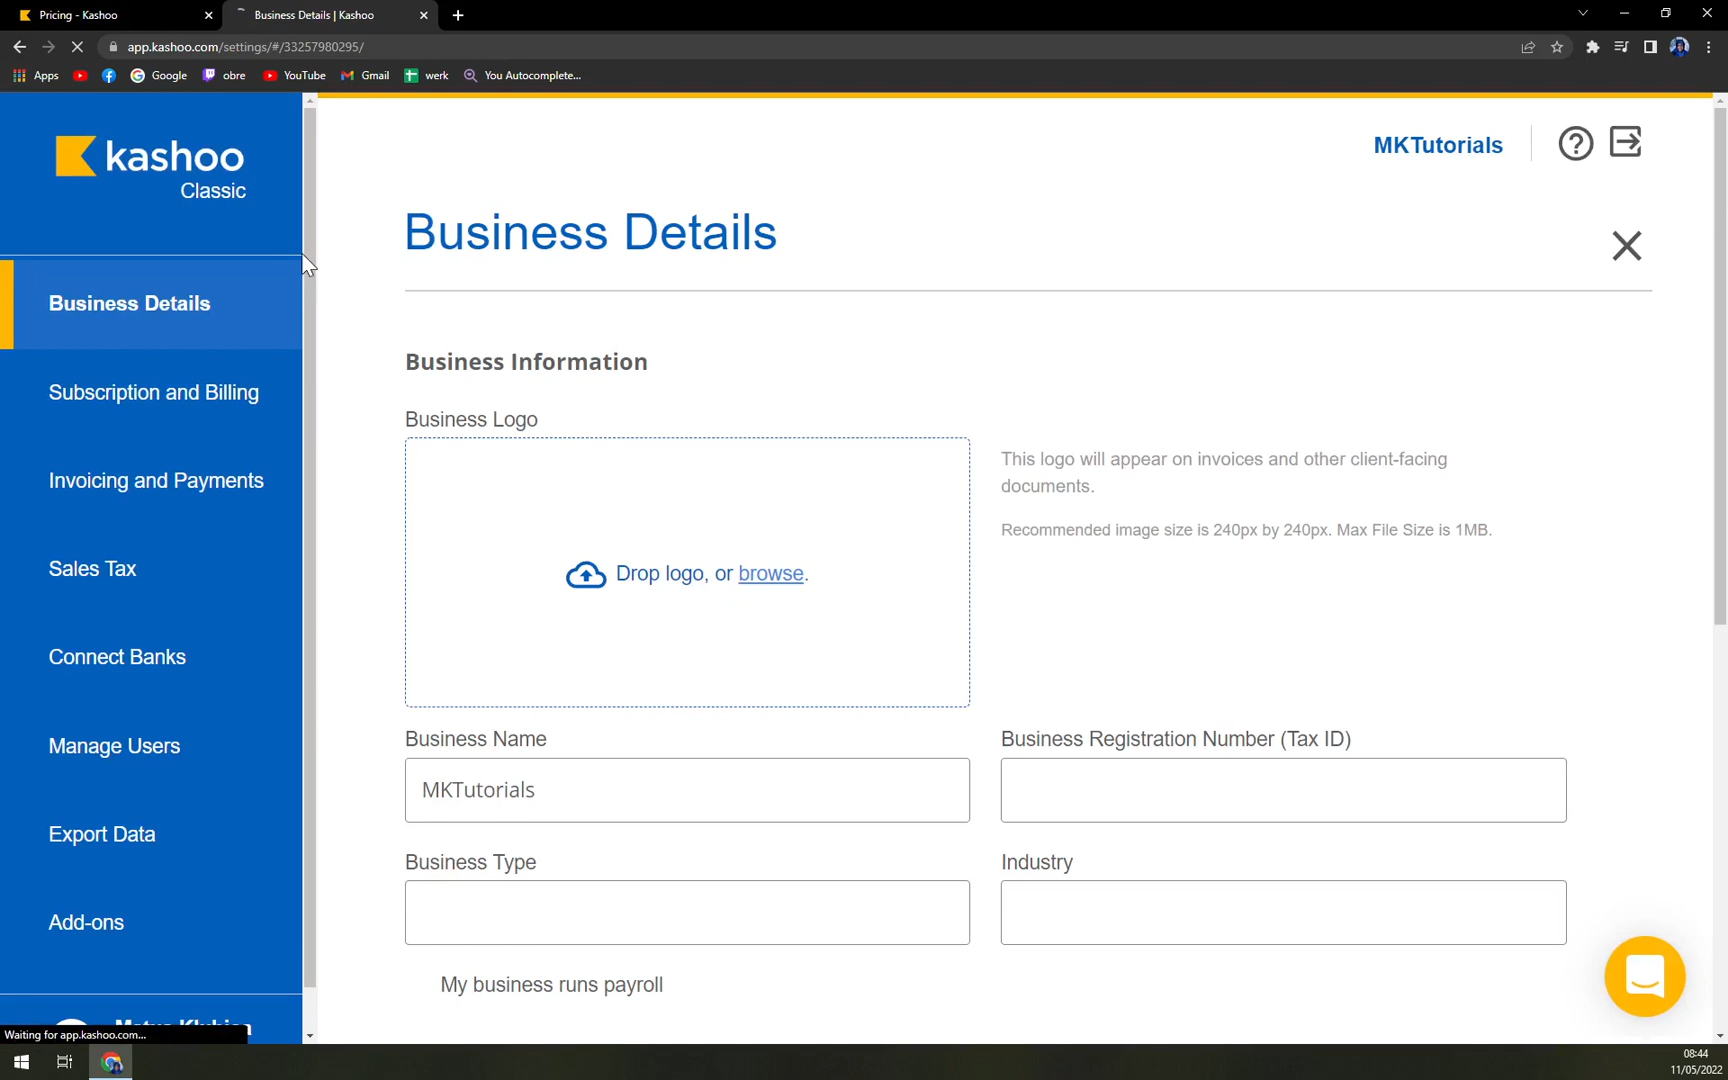 Pricing - Kashoo
Business Details | Kashoo
app.kashoo.com/settings/#/33257980295/
Apps
Google
obre
YouTube
Gmail
werk
You Autocomplete...
kashoo
Classic
MKTutorials
Business Details
Business Details
Subscription and Billing
Invoicing and Payments
Sales Tax
Connect Banks
Manage Users
Export Data
Add-ons
Business Information
Business Logo
Drop logo, or browse.
This logo will appear on invoices and other client-facing
documents.
Recommended image size is 240px by 240px. Max File Size is 1MB.
Business Name
MKTutorials
Business Registration Number (Tax ID)
Business Type
Industry
My business runs payroll
Waiting for app.kashoo.com...
08:44
11/05/2022